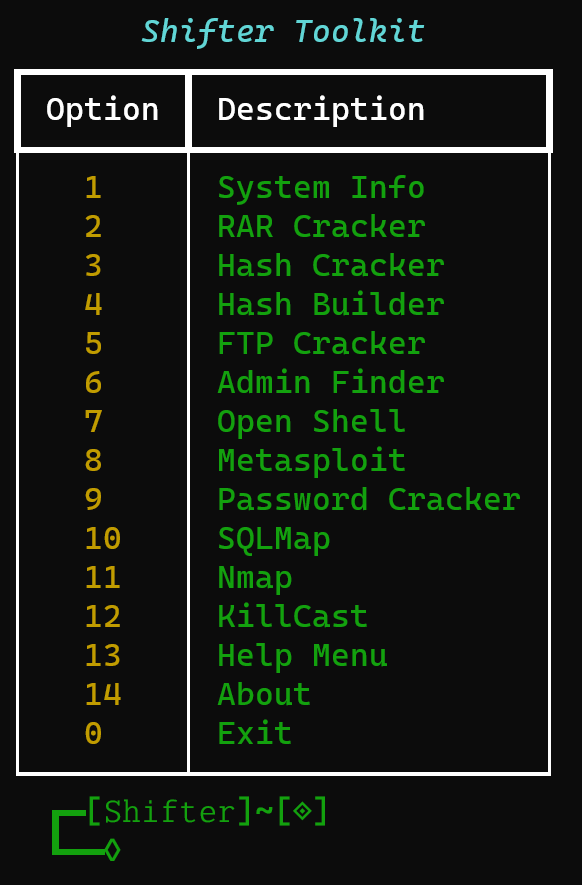 Shifter Toolkit
Option Description
1 System Info
2 RAR Cracker
3 Hash Cracker
4 Hash Builder
5 FTP Cracker
6 Admin Finder
7 Open Shell
8 Metasploit
9 Password Cracker
10 SQLMap
11 Nmap
12 KillCast
13 Help Menu
14 About
0 Exit
[Shifter]~[⟐]